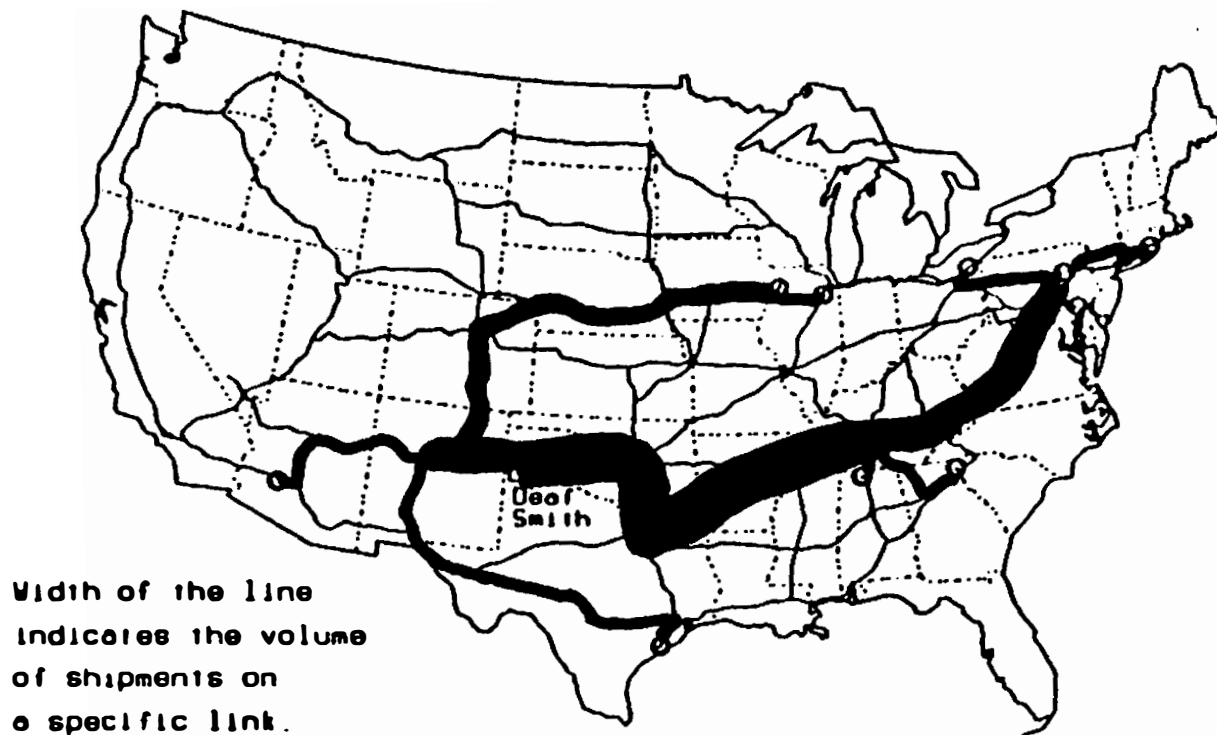 Deaf
Smith
Width of the line
indicates the volume
of shipments on
a specific link.